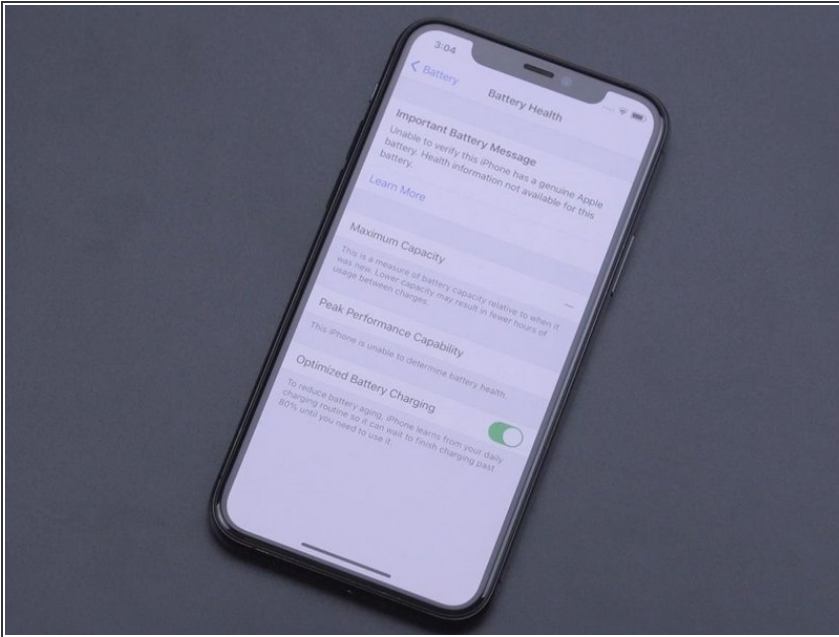 3:04
Battery
Battery Health
Important Battery Message
Unable to verify this iPhone has a genuine Apple
battery. Health information not available for this
battery.
Learn More
Maximum Capacity
—
This is a measure of battery capacity relative to when it
was new. Lower capacity may result in fewer hours of
usage between charges.
Peak Performance Capability
This iPhone is unable to determine battery health.
Optimized Battery Charging
To reduce battery aging, iPhone learns from your daily
charging routine so it can wait to finish charging past
80% until you need to use it.